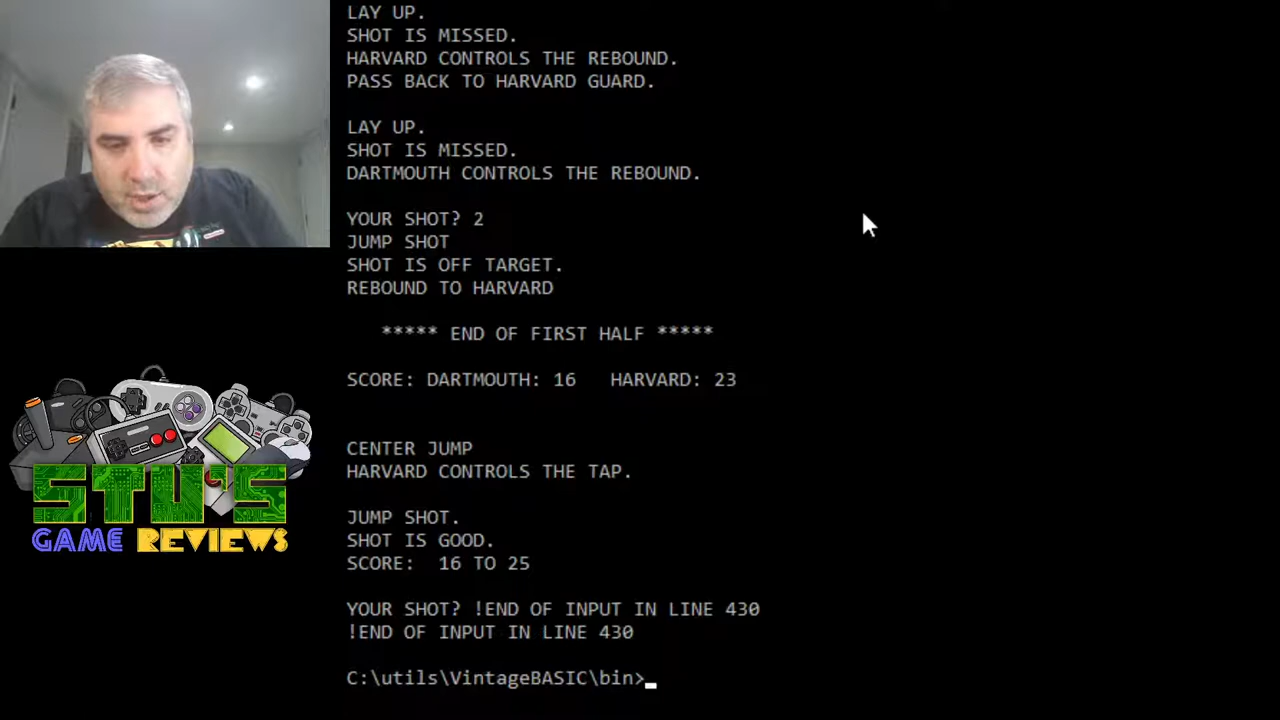 LAY UP.
SHOT IS MISSED.
HARVARD CONTROLS THE REBOUND.
PASS BACK TO HARVARD GUARD.
LAY UP.
SHOT IS MISSED.
DARTMOUTH CONTROLS THE REBOUND.
YOUR SHOT? 2
JUMP SHOT
SHOT IS OFF TARGET.
REBOUND TO HARVARD
***** END OF FIRST HALF *****
SCORE: DARTMOUTH: 16   HARVARD: 23
CENTER JUMP
HARVARD CONTROLS THE TAP.
JUMP SHOT.
SHOT IS GOOD.
SCORE:  16 TO 25
YOUR SHOT? !END OF INPUT IN LINE 430
!END OF INPUT IN LINE 430
C:\utils\VintageBASIC\bin>
STU'S
GAME REVIEWS